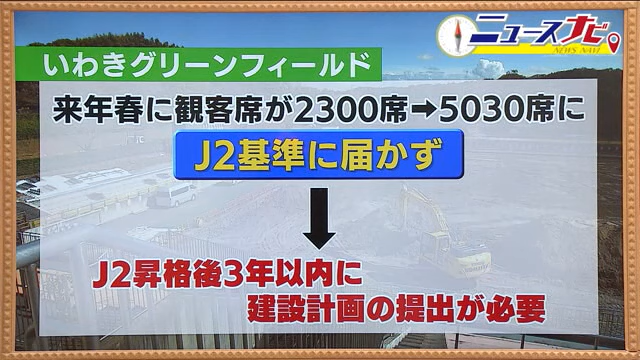 ニュースナビ
NEWS NAVI
いわきグリーンフィールド
来年春に観客席が2300席➡5030席に
J2基準に届かず
J2昇格後3年以内に
建設計画の提出が必要